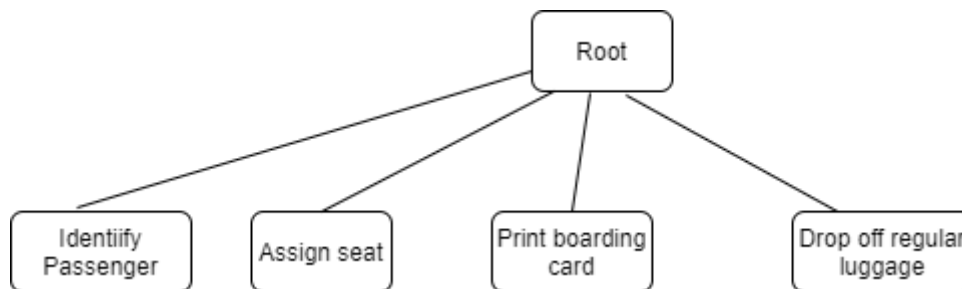 Root
Identiify
Passenger
Assign seat
Print boarding
card
Drop off regular
luggage